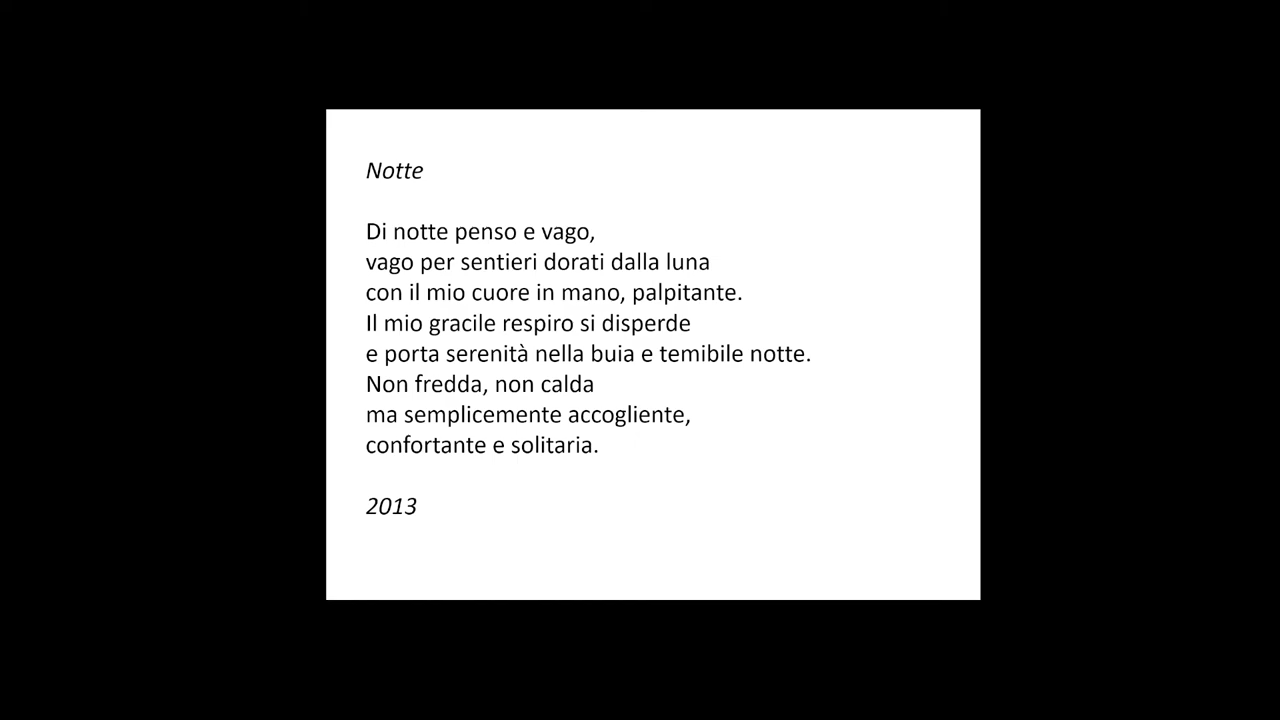 Notte
Di notte penso e vago,
vago per sentieri dorati dalla luna
con il mio cuore in mano, palpitante.
Il mio gracile respiro si disperde
e porta serenità nella buia e temibile notte.
Non fredda, non calda
ma semplicemente accogliente,
confortante e solitaria.
2013